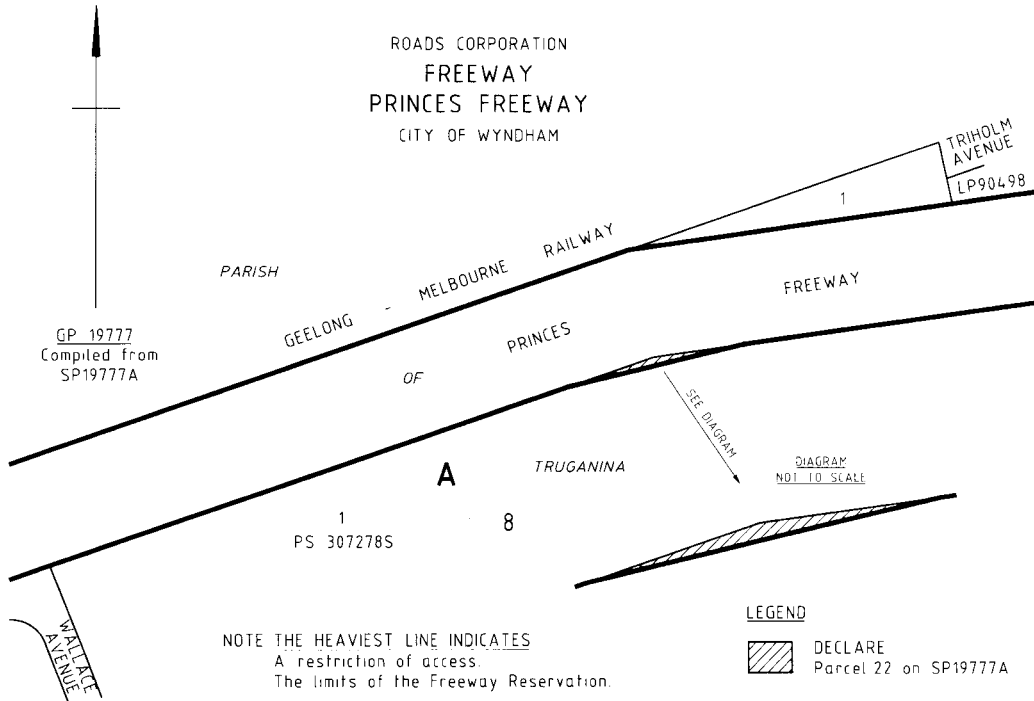 ROADS CORPORATION
FREEWAY
PRINCES FREEWAY
CITY OF WYNDHAM
TRIHOLM
AVENUE
LP90498
1
PARISH
GEELONG - MELBOURNE RAILWAY
FREEWAY
PRINCES
GP 19777
Compiled from
SP19777A
OF
SEE DIAGRAM
A
TRUGANINA
DIAGRAM
NOT TO SCALE
1
PS 307278S
8
WALLACE
AVENUE
NOTE THE HEAVIEST LINE INDICATES
A restriction of access.
The limits of the Freeway Reservation.
LEGEND
DECLARE
Parcel 22 on SP19777A